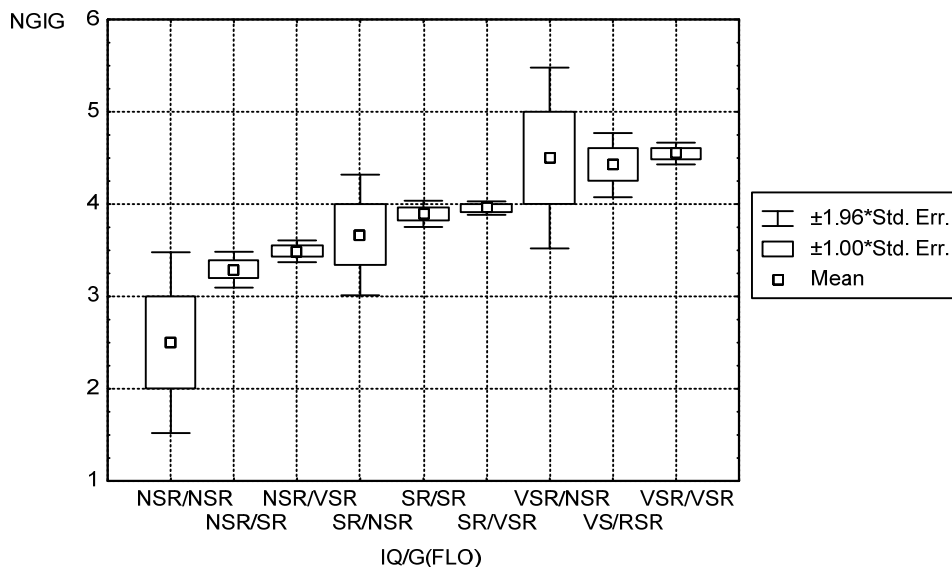 NGIG
6
5
4
3
2
1
NSR/NSR NSR/VSR SR/SR VSR/NSR VSR/VSR
NSR/SR SR/NSR SR/VSR VS/RSR
IQ/G(FLO)
±1.96*Std. Err.
±1.00*Std. Err.
Mean